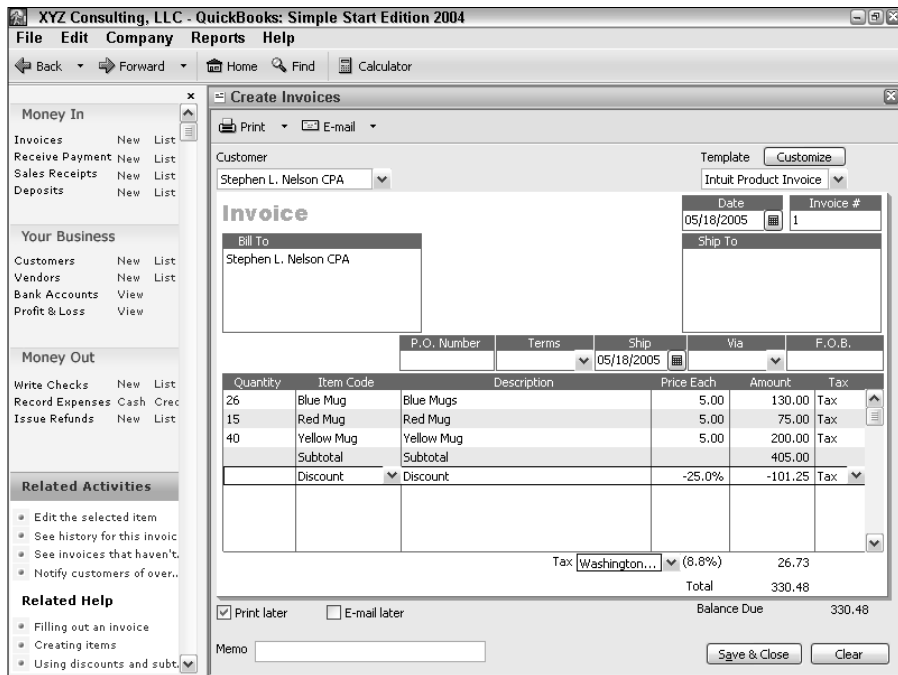 XYZ Consulting, LLC - QuickBooks: Simple Start Edition 2004
File Edit Company Reports Help
Back Forward Home Find Calculator
Money In
Invoices New List
Receive Payment New List
Sales Receipts New List
Deposits New List
Your Business
Customers New List
Vendors New List
Bank Accounts View
Profit & Loss View
Money Out
Write Checks New List
Record Expenses Cash Crec
Issue Refunds New List
Related Activities
Edit the selected item
See history for this invoic
See invoices that haven't.
Notify customers of over..
Related Help
Filling out an invoice
Creating items
Using discounts and subt.
Create Invoices
Print E-mail
Customer
Stephen L. Nelson CPA
Template Customize
Intuit Product Invoice
Invoice
Date Invoice #
05/18/2005 1
Bill To
Stephen L. Nelson CPA
Ship To
P.O. Number Terms Ship Via F.O.B.
05/18/2005
Quantity Item Code Description Price Each Amount Tax
26 Blue Mug Blue Mugs 5.00 130.00 Tax
15 Red Mug Red Mug 5.00 75.00 Tax
40 Yellow Mug Yellow Mug 5.00 200.00 Tax
Subtotal Subtotal 405.00
Discount Discount -25.0% -101.25 Tax
Tax Washington... (8.8%) 26.73
Total 330.48
Print later E-mail later Balance Due 330.48
Memo Save & Close Clear